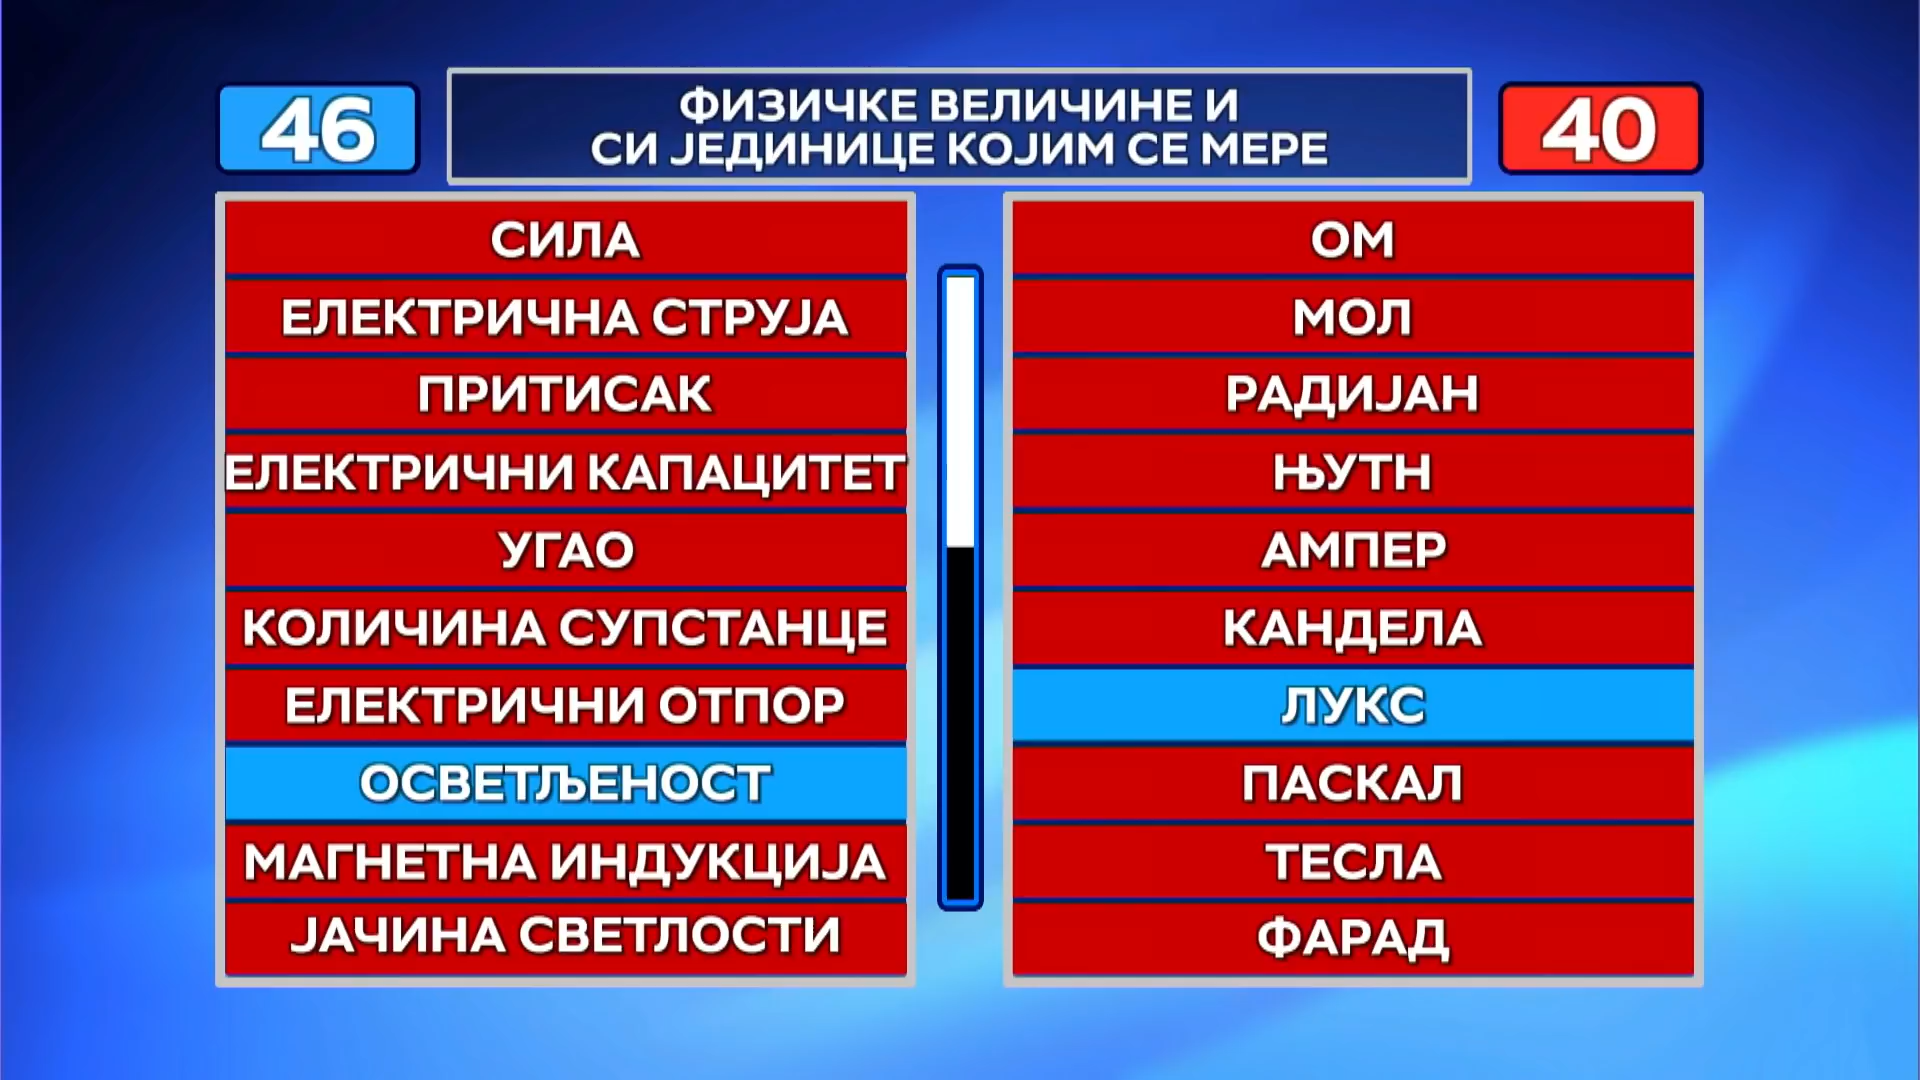 46
ФИЗИЧКЕ ВЕЛИЧИНЕ И
СИ ЈЕДИНИЦЕ КОЈИМ СЕ МЕРЕ
40
СИЛА
ОМ
ЕЛЕКТРИЧНА СТРУЈА
МОЛ
ПРИТИСАК
РАДИЈАН
ЕЛЕКТРИЧНИ КАПАЦИТЕТ
ЊУТН
УГАО
АМПЕР
КОЛИЧИНА СУПСТАНЦЕ
КАНДЕЛА
ЕЛЕКТРИЧНИ ОТПОР
ЛУКС
ОСВЕТЉЕНОСТ
ПАСКАЛ
МАГНЕТНА ИНДУКЦИЈА
ТЕСЛА
ЈАЧИНА СВЕТЛОСТИ
ФАРАД